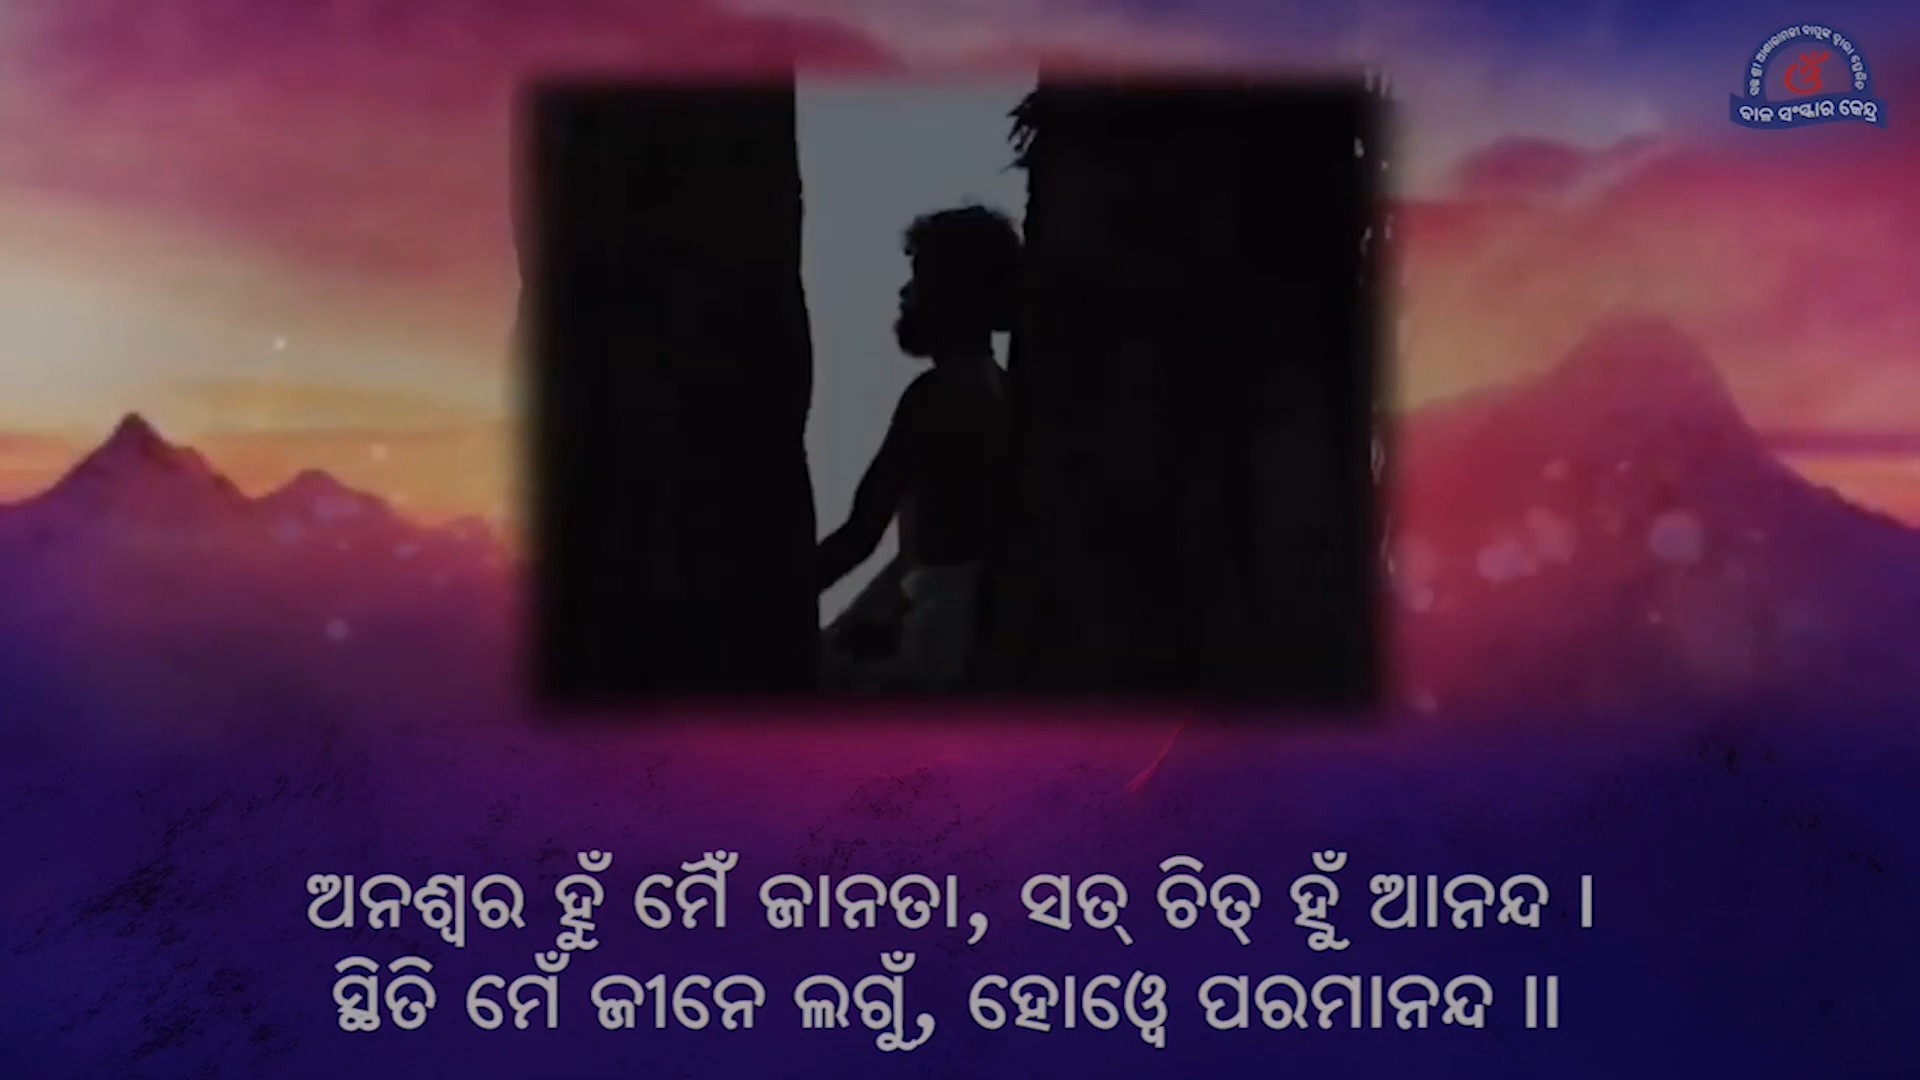 ବାଳ ସଂସ୍କାର କେନ୍ଦ୍ର
ଅନଶ୍ୱର ହୁଁ ମୈଁ ଜାନତା, ସତ୍ ଚିତ୍ ହୁଁ ଆନନ୍ଦ ।
ସ୍ଥିତି ମେଁ ଜୀନେ ଲଗୁଁ, ହୋୱେ ପରମାନନ୍ଦ ।।